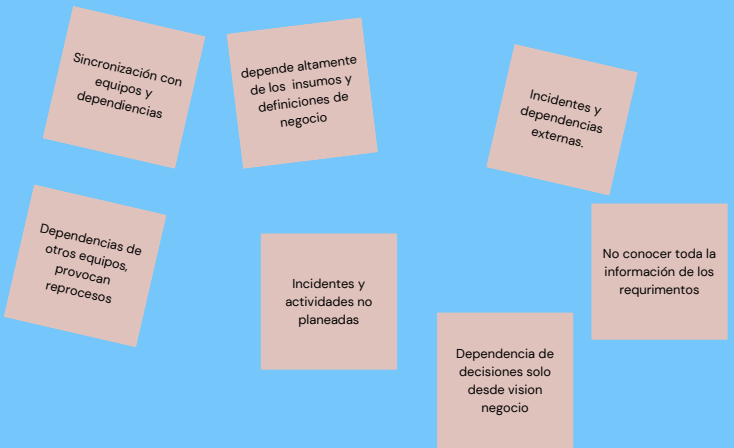 Sincronización con
equipos y
dependiencias
depende altamente
de los insumos y
definiciones de
negocio
Incidentes y
dependencias
externas.
Dependencias de
otros equipos,
provocan
reprocesos
Incidentes y
actividades no
planeadas
No conocer toda la
información de los
requrimentos
Dependencia de
decisiones solo
desde vision
negocio